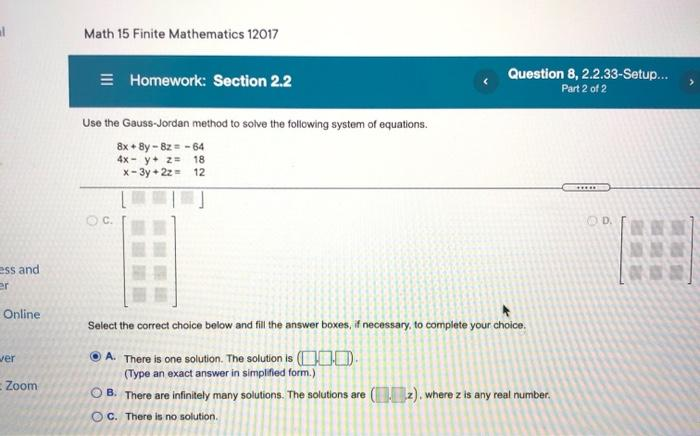 Math 15 Finite Mathematics 12017
Homework: Section 2.2
Question 8, 2.2.33-Setup...
Part 2 of 2
Use the Gauss-Jordan method to solve the following system of equations.
8x + 8y - 8z = - 64
4x - y + z = 18
x - 3y + 2z = 12
C.
D.
ess and
er
Online
ver
Zoom
Select the correct choice below and fill the answer boxes, if necessary, to complete your choice.
A. There is one solution. The solution is ( , , ).
(Type an exact answer in simplified form.)
B. There are infinitely many solutions. The solutions are ( , ,z), where z is any real number.
C. There is no solution.